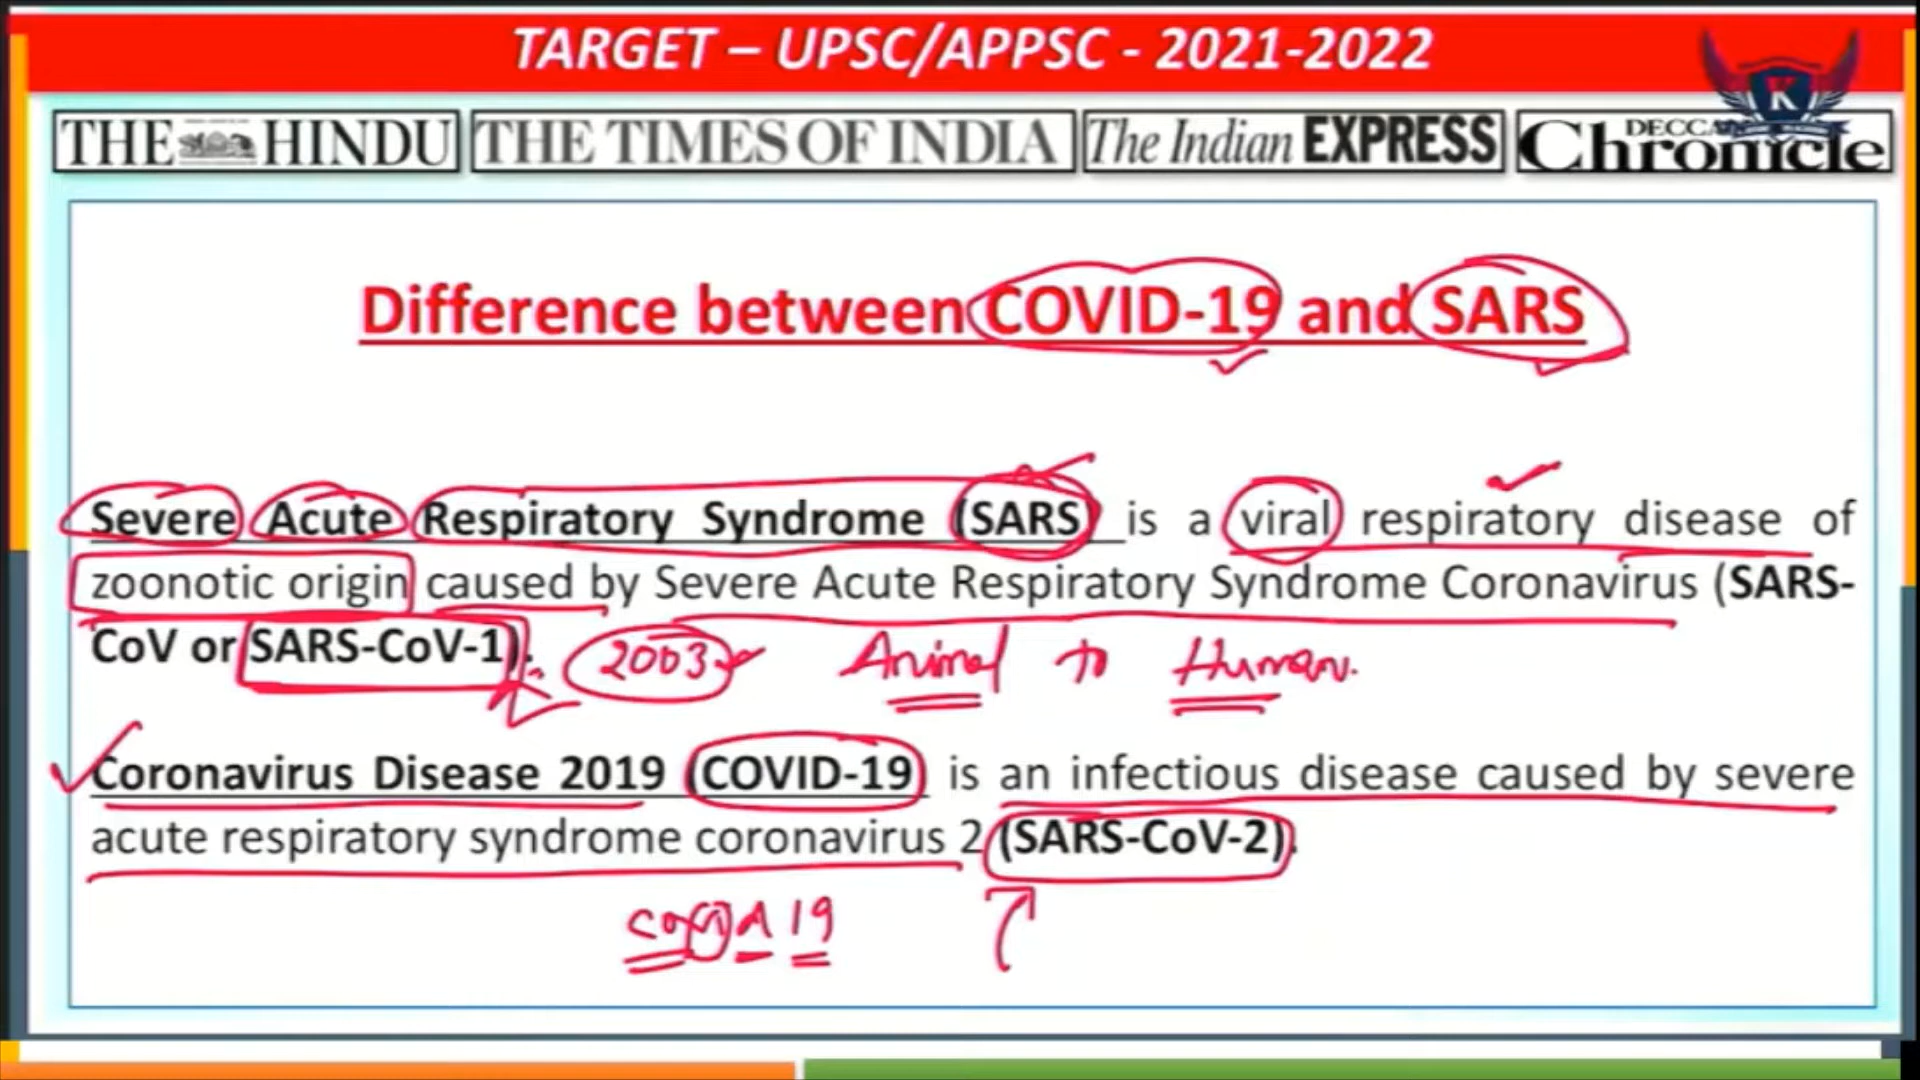 TARGET – UPSC/APPSC - 2021-2022
K
THE HINDU THE TIMES OF INDIA The Indian EXPRESS DECCAN Chronicle
Difference between COVID-19 and SARS
Severe Acute Respiratory Syndrome (SARS) is a viral respiratory disease of
zoonotic origin caused by Severe Acute Respiratory Syndrome Coronavirus (SARS-
CoV or SARS-CoV-1).
2003 Animal to Human.
Coronavirus Disease 2019 (COVID-19) is an infectious disease caused by severe
acute respiratory syndrome coronavirus 2 (SARS-CoV-2).
covid 19